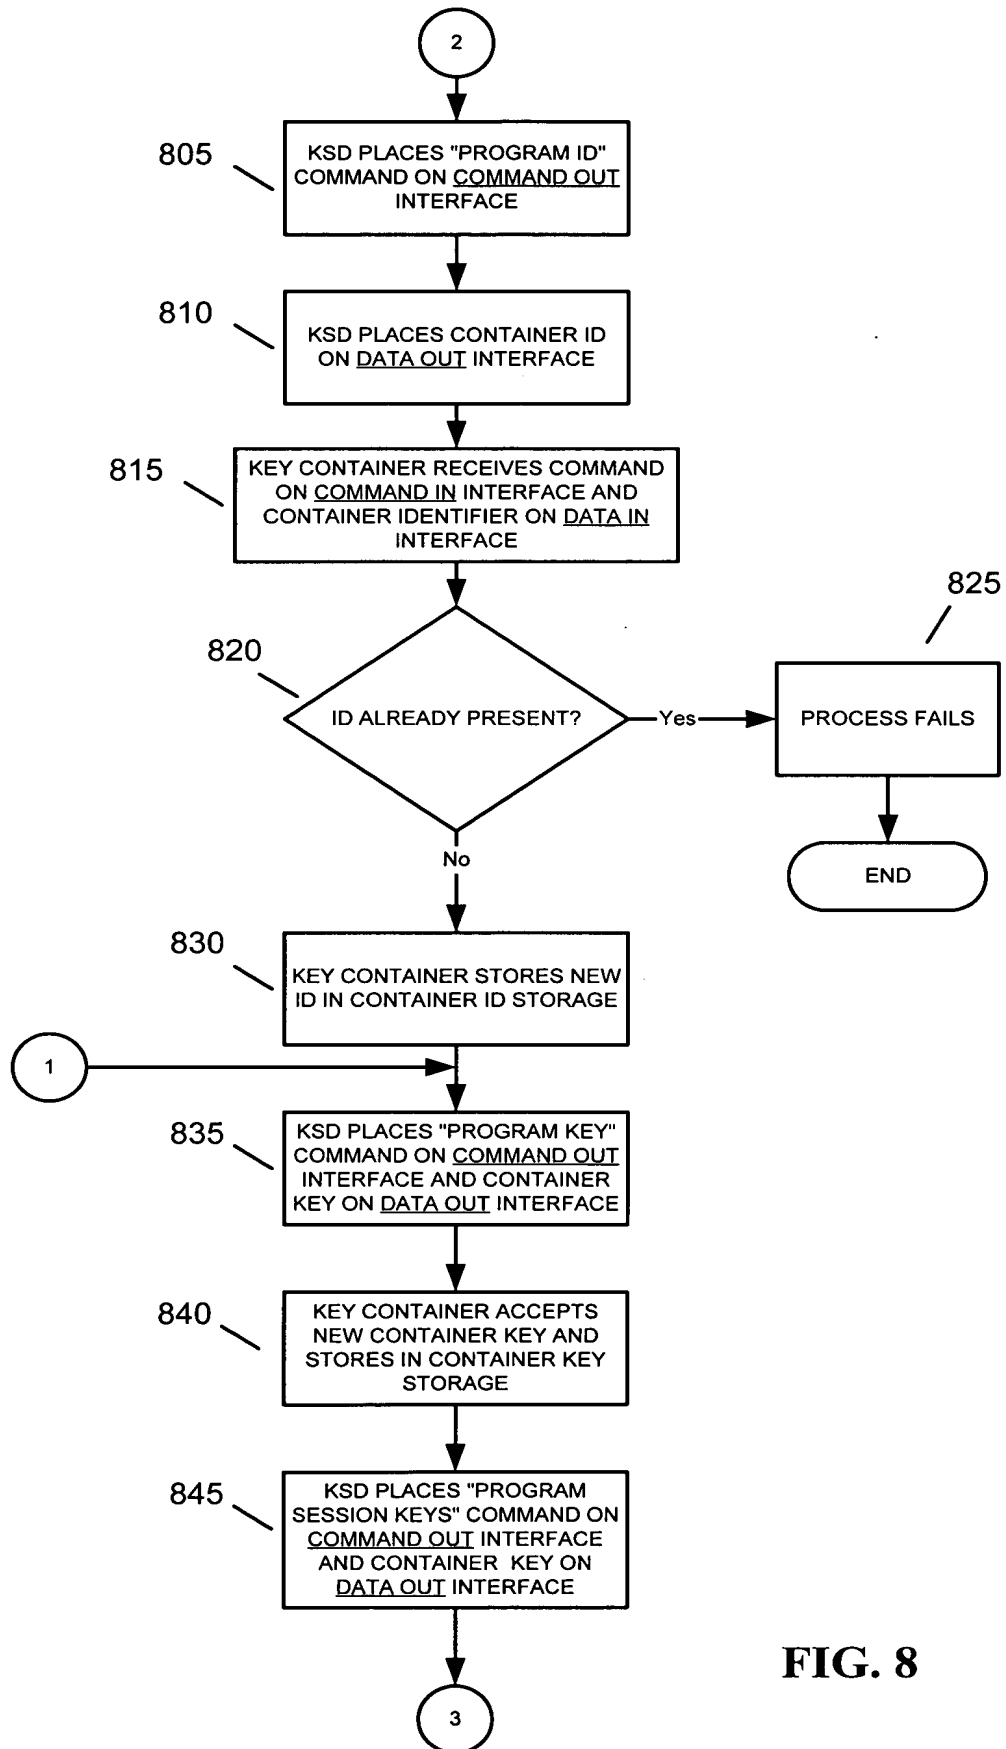 2
805
KSD PLACES "PROGRAM ID"
COMMAND ON COMMAND OUT
INTERFACE
810
KSD PLACES CONTAINER ID
ON DATA OUT INTERFACE
815
KEY CONTAINER RECEIVES COMMAND
ON COMMAND IN INTERFACE AND
CONTAINER IDENTIFIER ON DATA IN
INTERFACE
820
ID ALREADY PRESENT?
Yes
825
PROCESS FAILS
END
No
830
KEY CONTAINER STORES NEW
ID IN CONTAINER ID STORAGE
1
835
KSD PLACES "PROGRAM KEY"
COMMAND ON COMMAND OUT
INTERFACE AND CONTAINER
KEY ON DATA OUT INTERFACE
840
KEY CONTAINER ACCEPTS
NEW CONTAINER KEY AND
STORES IN CONTAINER KEY
STORAGE
845
KSD PLACES "PROGRAM
SESSION KEYS" COMMAND ON
COMMAND OUT INTERFACE
AND CONTAINER KEY ON
DATA OUT INTERFACE
3
FIG. 8